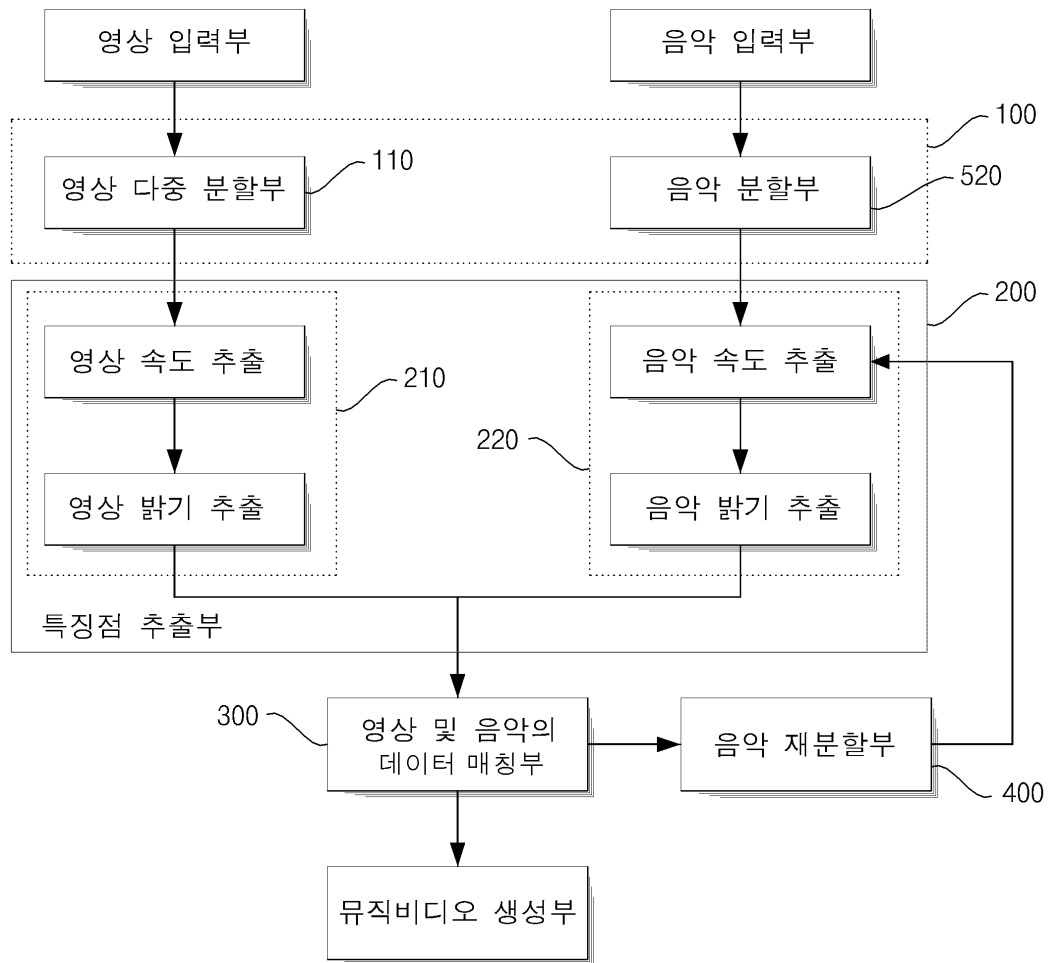 영상 입력부
음악 입력부
100
영상 다중 분할부
110
음악 분할부
520
200
영상 속도 추출
음악 속도 추출
210
220
영상 밝기 추출
음악 밝기 추출
특징점 추출부
300
영상 및 음악의
데이터 매칭부
음악 재분할부
400
뮤직비디오 생성부